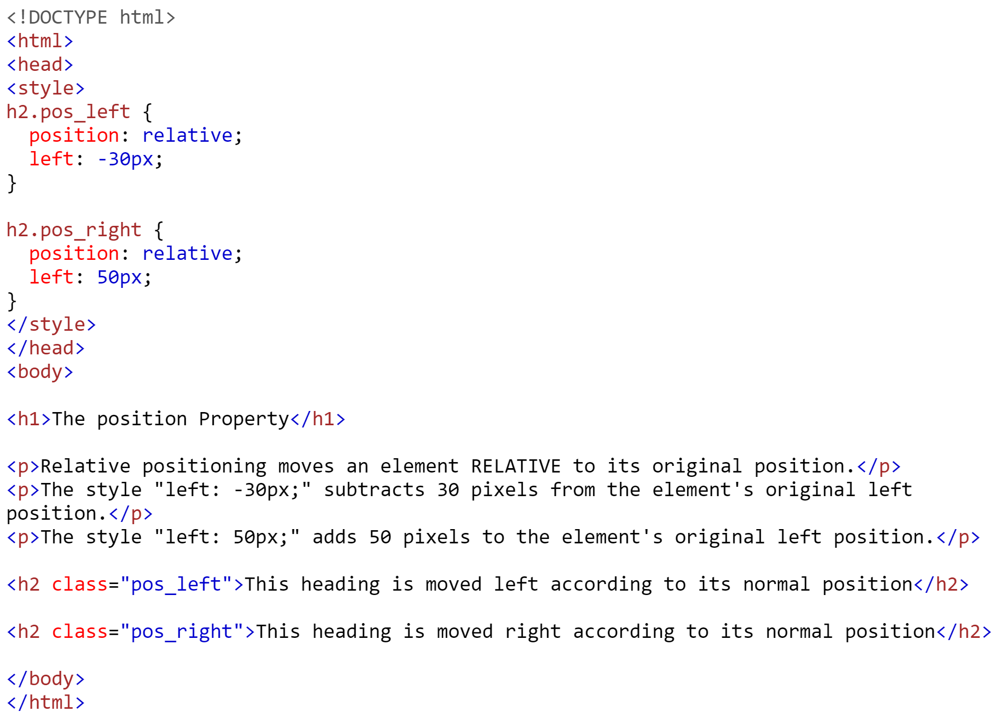 <!DOCTYPE html>
<html>
<head>
<style>
h2.pos_left {
  position: relative;
  left: -30px;
}

h2.pos_right {
  position: relative;
  left: 50px;
}
</style>
</head>
<body>

<h1>The position Property</h1>

<p>Relative positioning moves an element RELATIVE to its original position.</p>
<p>The style "left: -30px;" subtracts 30 pixels from the element's original left
position.</p>
<p>The style "left: 50px;" adds 50 pixels to the element's original left position.</p>

<h2 class="pos_left">This heading is moved left according to its normal position</h2>

<h2 class="pos_right">This heading is moved right according to its normal position</h2>

</body>
</html>